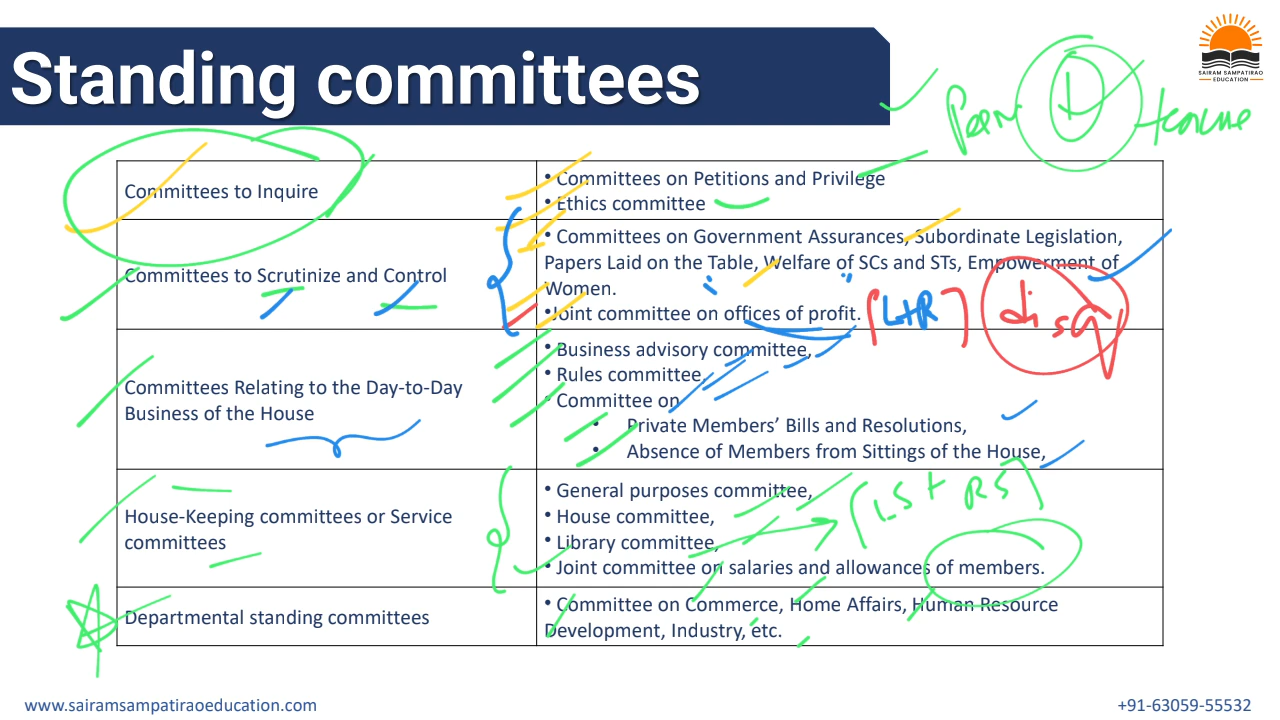 Standing committees
SAIRAM SAMPATIRAO
EDUCATION
Committees to Inquire
• Committees on Petitions and Privilege
• Ethics committee
Committees to Scrutinize and Control
• Committees on Government Assurances, Subordinate Legislation,
Papers Laid on the Table, Welfare of SCs and STs, Empowerment of
Women.
• Joint committee on offices of profit.
disq
Committees Relating to the Day-to-Day
Business of the House
• Business advisory committee,
• Rules committee,
• Committee on
• Private Members’ Bills and Resolutions,
• Absence of Members from Sittings of the House,
House-Keeping committees or Service
committees
• General purposes committee,
• House committee,
• Library committee,
• Joint committee on salaries and allowances of members.
[LS + RS]
Departmental standing committees
• Committee on Commerce, Home Affairs, Human Resource
Development, Industry, etc.
www.sairamsampatiraoeducation.com
+91-63059-55532